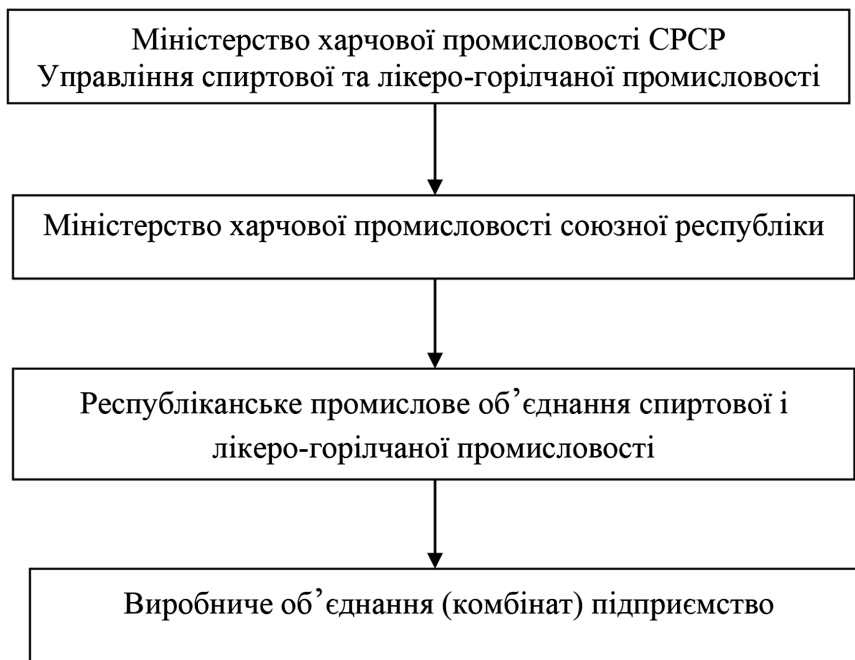 Міністерство харчової промисловості СРСР
Управління спиртової та лікеро-горілчаної промисловості
Міністерство харчової промисловості союзної республіки
Республіканське промислове об’єднання спиртової і
лікеро-горілчаної промисловості
Виробниче об’єднання (комбінат) підприємство